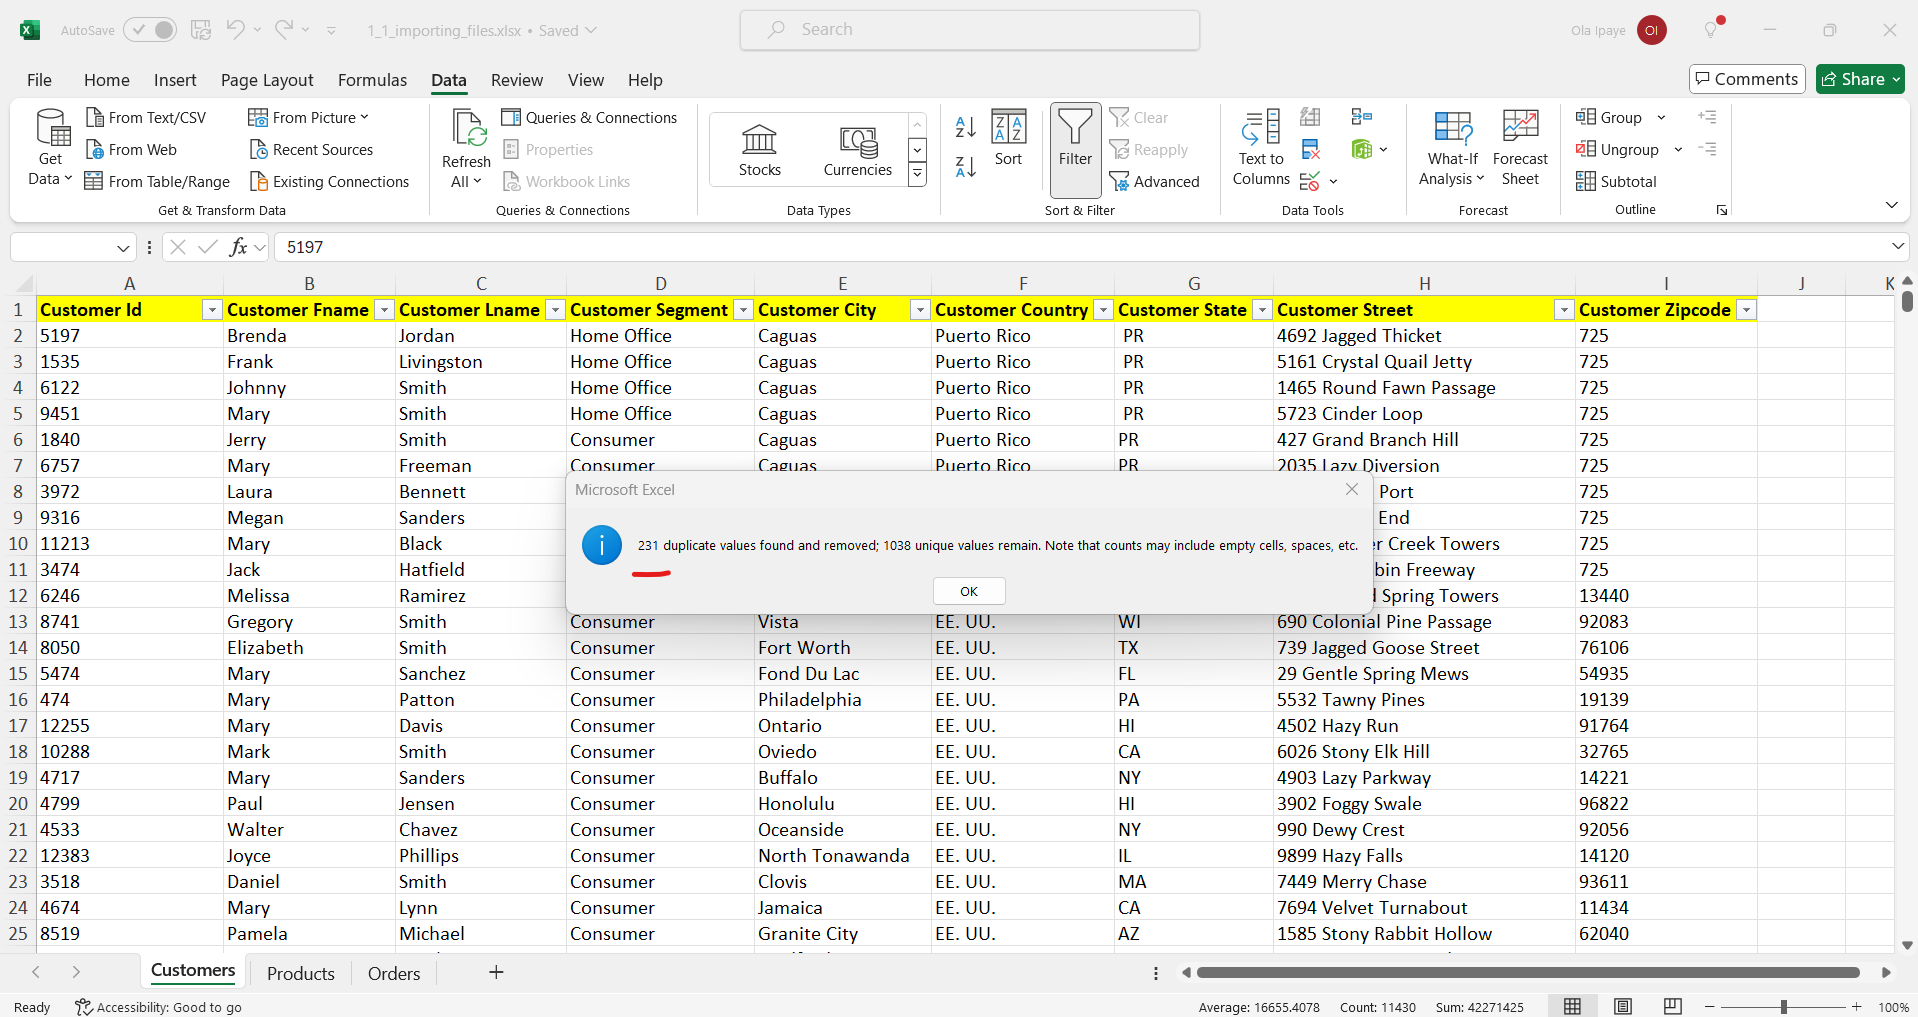 AutoSave 1_1_importing_files.xlsx • Saved Search Ola Ipaye OI
File Home Insert Page Layout Formulas Data Review View Help Comments Share
Get Data From Text/CSV From Web From Table/Range From Picture Recent Sources Existing Connections
Refresh All Queries & Connections Properties Workbook Links
Stocks Currencies
Sort Filter Clear Reapply Advanced
Text to Columns What-If Analysis Forecast Sheet Group Ungroup Subtotal
Get & Transform Data Queries & Connections Data Types Sort & Filter Data Tools Forecast Outline
fx 5197
A B C D E F G H I J K
1 Customer Id Customer Fname Customer Lname Customer Segment Customer City Customer Country Customer State Customer Street Customer Zipcode
2 5197 Brenda Jordan Home Office Caguas Puerto Rico PR 4692 Jagged Thicket 725
3 1535 Frank Livingston Home Office Caguas Puerto Rico PR 5161 Crystal Quail Jetty 725
4 6122 Johnny Smith Home Office Caguas Puerto Rico PR 1465 Round Fawn Passage 725
5 9451 Mary Smith Home Office Caguas Puerto Rico PR 5723 Cinder Loop 725
6 1840 Jerry Smith Consumer Caguas Puerto Rico PR 427 Grand Branch Hill 725
7 6757 Mary Freeman Consumer Caguas Puerto Rico PR 2035 Lazy Diversion 725
8 3972 Laura Bennett Port 725
9 9316 Megan Sanders End 725
10 11213 Mary Black Creek Towers 725
11 3474 Jack Hatfield bin Freeway 725
12 6246 Melissa Ramirez Spring Towers 13440
Microsoft Excel
231 duplicate values found and removed; 1038 unique values remain. Note that counts may include empty cells, spaces, etc.
OK
13 8741 Gregory Smith Consumer Vista EE. UU. WI 690 Colonial Pine Passage 92083
14 8050 Elizabeth Smith Consumer Fort Worth EE. UU. TX 739 Jagged Goose Street 76106
15 5474 Mary Sanchez Consumer Fond Du Lac EE. UU. FL 29 Gentle Spring Mews 54935
16 474 Mary Patton Consumer Philadelphia EE. UU. PA 5532 Tawny Pines 19139
17 12255 Mary Davis Consumer Ontario EE. UU. HI 4502 Hazy Run 91764
18 10288 Mark Smith Consumer Oviedo EE. UU. CA 6026 Stony Elk Hill 32765
19 4717 Mary Sanders Consumer Buffalo EE. UU. NY 4903 Lazy Parkway 14221
20 4799 Paul Jensen Consumer Honolulu EE. UU. HI 3902 Foggy Swale 96822
21 4533 Walter Chavez Consumer Oceanside EE. UU. NY 990 Dewy Crest 92056
22 12383 Joyce Phillips Consumer North Tonawanda EE. UU. IL 9899 Hazy Falls 14120
23 3518 Daniel Smith Consumer Clovis EE. UU. MA 7449 Merry Chase 93611
24 4674 Mary Lynn Consumer Jamaica EE. UU. CA 7694 Velvet Turnabout 11434
25 8519 Pamela Michael Consumer Granite City EE. UU. AZ 1585 Stony Rabbit Hollow 62040
Customers Products Orders
Ready Accessibility: Good to go Average: 16655.4078 Count: 11430 Sum: 42271425 100%